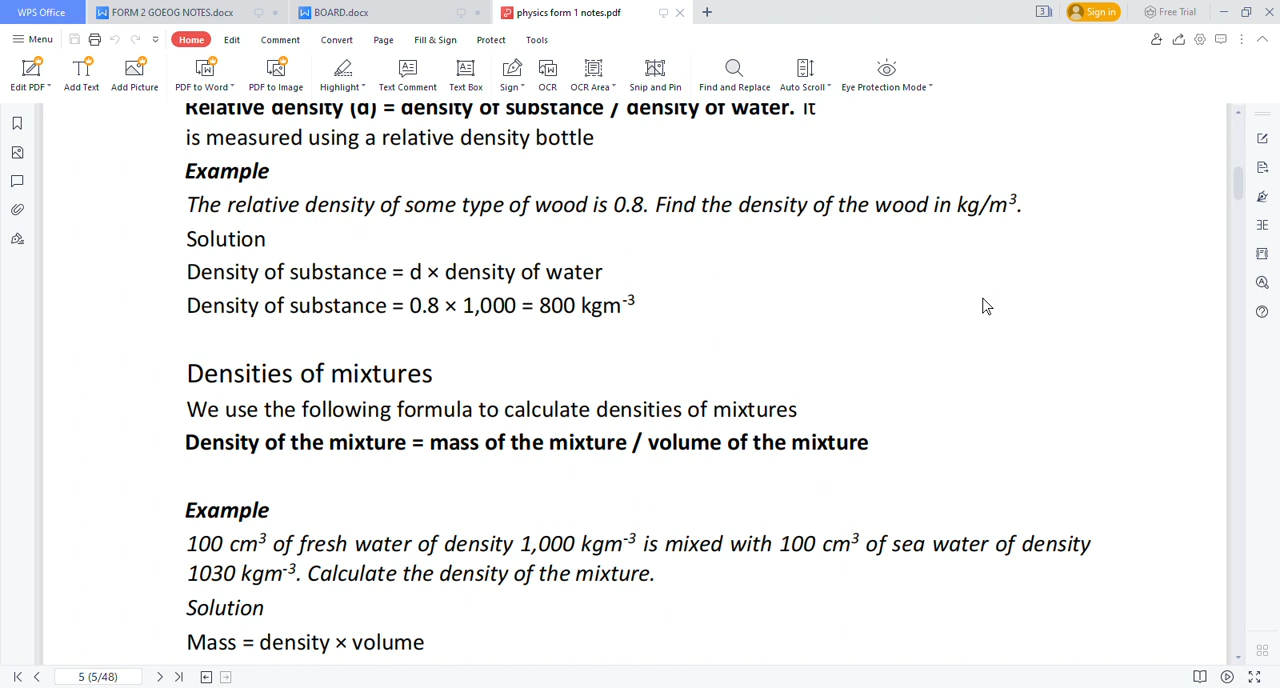 WPS Office
FORM 2 GOEOG NOTES.docx
BOARD.docx
physics form 1 notes.pdf
Sign in
Free Trial
Menu
Home
Edit
Comment
Convert
Page
Fill & Sign
Protect
Tools
Edit PDF
Add Text
Add Picture
PDF to Word
PDF to Image
Highlight
Text Comment
Text Box
Sign
OCR
OCR Area
Snip and Pin
Find and Replace
Auto Scroll
Eye Protection Mode
Relative density (d) = density of substance / density of water. It
is measured using a relative density bottle
Example
The relative density of some type of wood is 0.8. Find the density of the wood in kg/m³.
Solution
Density of substance = d × density of water
Density of substance = 0.8 × 1,000 = 800 kgm⁻³
Densities of mixtures
We use the following formula to calculate densities of mixtures
Density of the mixture = mass of the mixture / volume of the mixture
Example
100 cm³ of fresh water of density 1,000 kgm⁻³ is mixed with 100 cm³ of sea water of density
1030 kgm⁻³. Calculate the density of the mixture.
Solution
Mass = density × volume
5 (5/48)